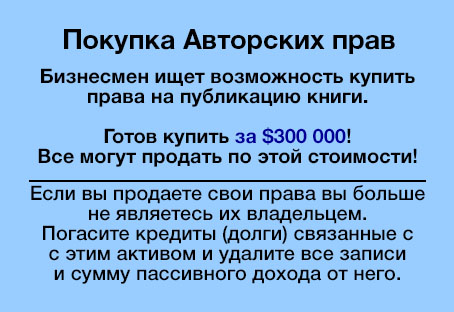 Покупка Авторских прав
Бизнесмен ищет возможность купить
права на публикацию книги.
Готов купить за $300 000!
Все могут продать по этой стоимости!
Если вы продаете свои права вы больше
не являетесь их владельцем.
Погасите кредиты (долги) связанные с
с этим активом и удалите все записи
и сумму пассивного дохода от него.